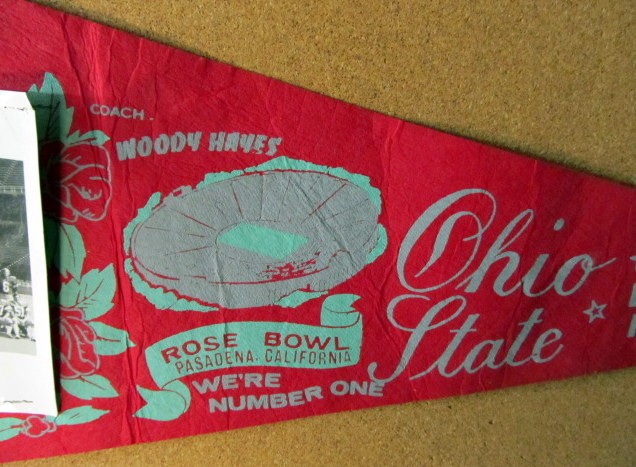 COACH.
WOODY HAYES
Ohio
State
ROSE BOWL
PASADENA, CALIFORNIA
WE'RE
NUMBER ONE